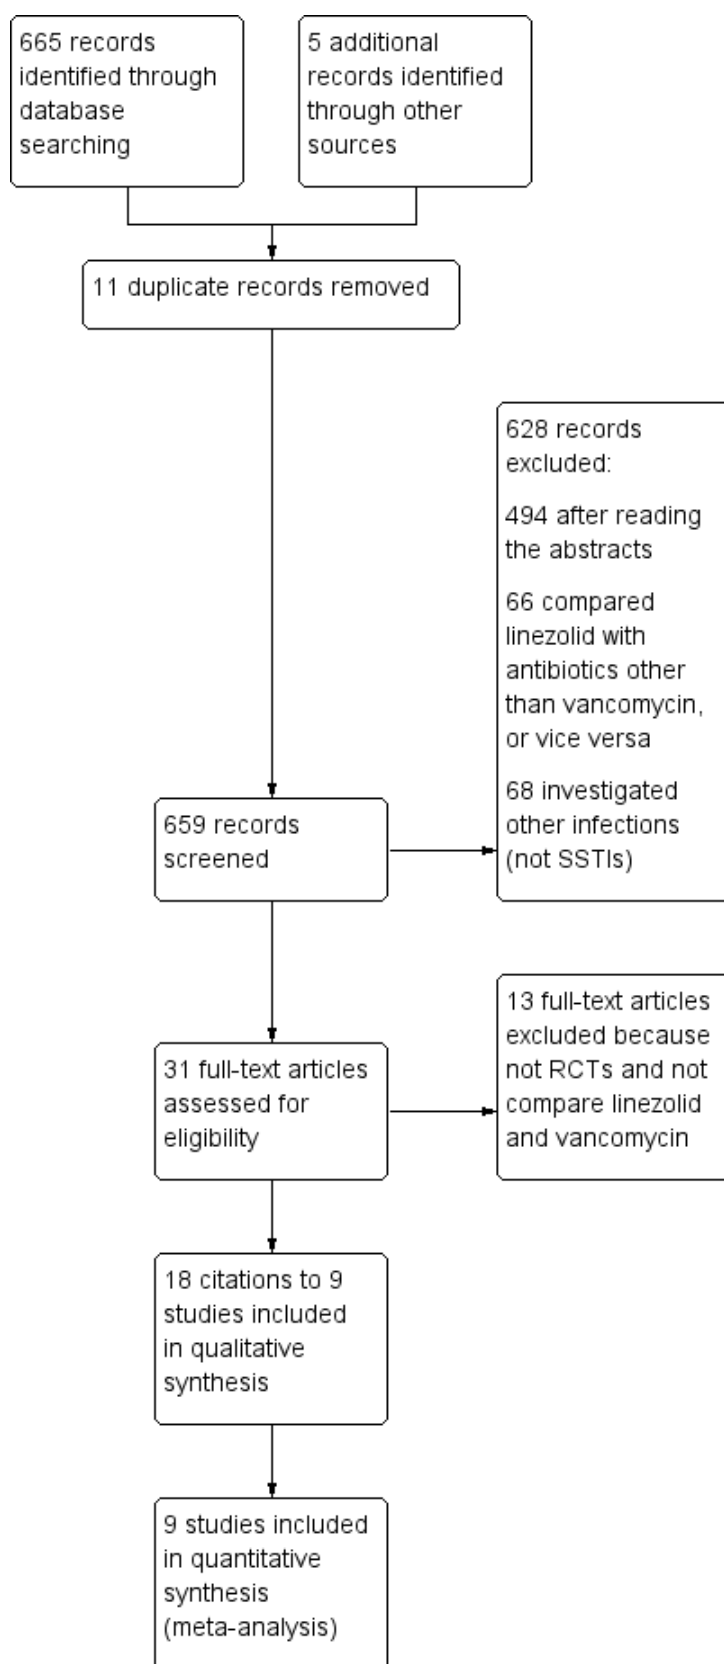 665 records
identified through
database
searching
5 additional
records identified
through other
sources
11 duplicate records removed
628 records
excluded:
494 after reading
the abstracts
66 compared
linezolid with
antibiotics other
than vancomycin,
or vice versa
68 investigated
other infections
(not SSTIs)
659 records
screened
13 full-text articles
excluded because
not RCTs and not
compare linezolid
and vancomycin
31 full-text articles
assessed for
eligibility
18 citations to 9
studies included
in qualitative
synthesis
9 studies included
in quantitative
synthesis
(meta-analysis)